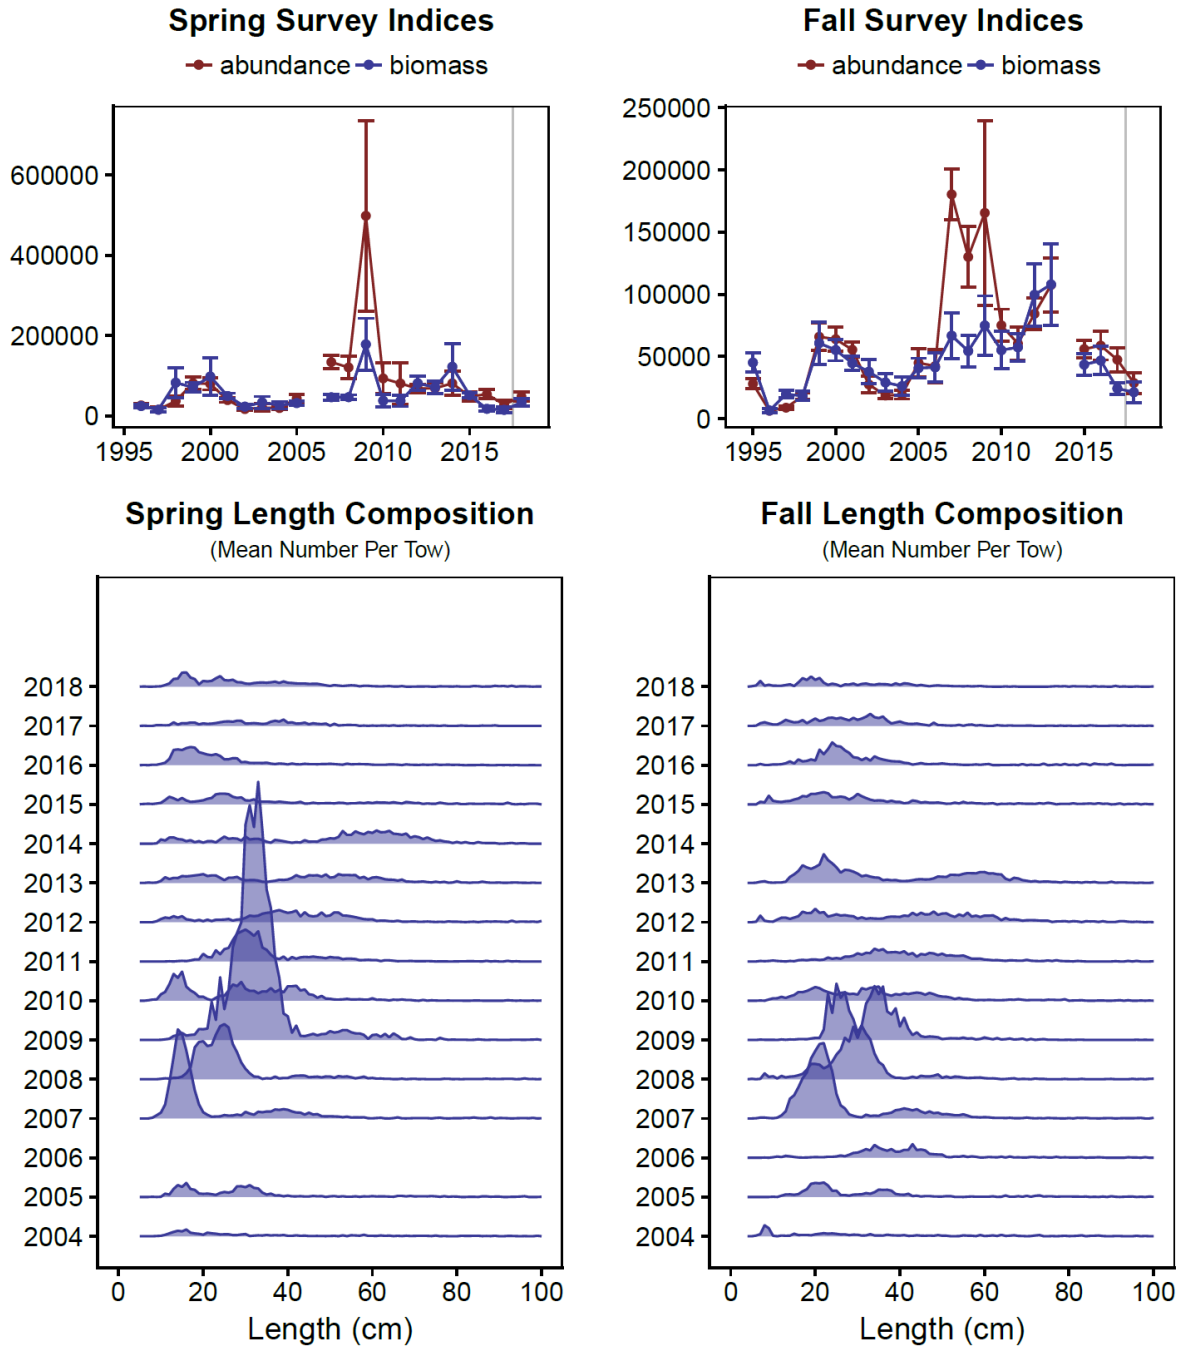 Spring Survey Indices
abundance biomass
600000
400000
200000
0
1995 2000 2005 2010 2015
Fall Survey Indices
abundance biomass
250000
200000
150000
100000
50000
0
1995 2000 2005 2010 2015
Spring Length Composition
(Mean Number Per Tow)
2018
2017
2016
2015
2014
2013
2012
2011
2010
2009
2008
2007
2006
2005
2004
0 20 40 60 80 100
Length (cm)
Fall Length Composition
(Mean Number Per Tow)
2018
2017
2016
2015
2014
2013
2012
2011
2010
2009
2008
2007
2006
2005
2004
0 20 40 60 80 100
Length (cm)